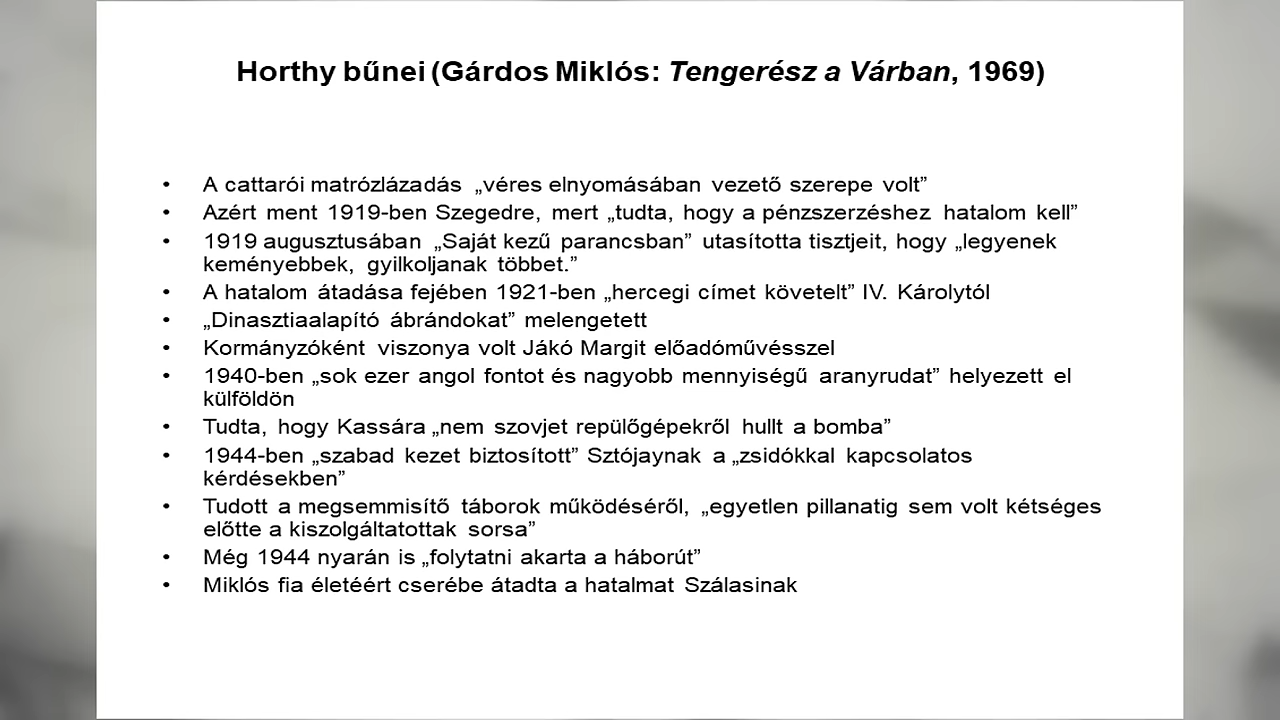 Horthy bűnei (Gárdos Miklós: Tengerész a Várban, 1969)
• A cattarói matrózlázadás „véres elnyomásában vezető szerepe volt”
• Azért ment 1919-ben Szegedre, mert „tudta, hogy a pénzszerzéshez hatalom kell”
• 1919 augusztusában „Saját kezű parancsban” utasította tisztjeit, hogy „legyenek
keményebbek, gyilkoljanak többet.”
• A hatalom átadása fejében 1921-ben „hercegi címet követelt” IV. Károlytól
• „Dinasztiaalapító ábrándokat” melengetett
• Kormányzóként viszonya volt Jákó Margit előadóművésszel
• 1940-ben „sok ezer angol fontot és nagyobb mennyiségű aranyrudat” helyezett el
külföldön
• Tudta, hogy Kassára „nem szovjet repülőgépekről hullt a bomba”
• 1944-ben „szabad kezet biztosított” Sztójaynak a „zsidókkal kapcsolatos
kérdésekben”
• Tudott a megsemmisítő táborok működéséről, „egyetlen pillanatig sem volt kétséges
előtte a kiszolgáltatottak sorsa”
• Még 1944 nyarán is „folytatni akarta a háborút”
• Miklós fia életéért cserébe átadta a hatalmat Szálasinak